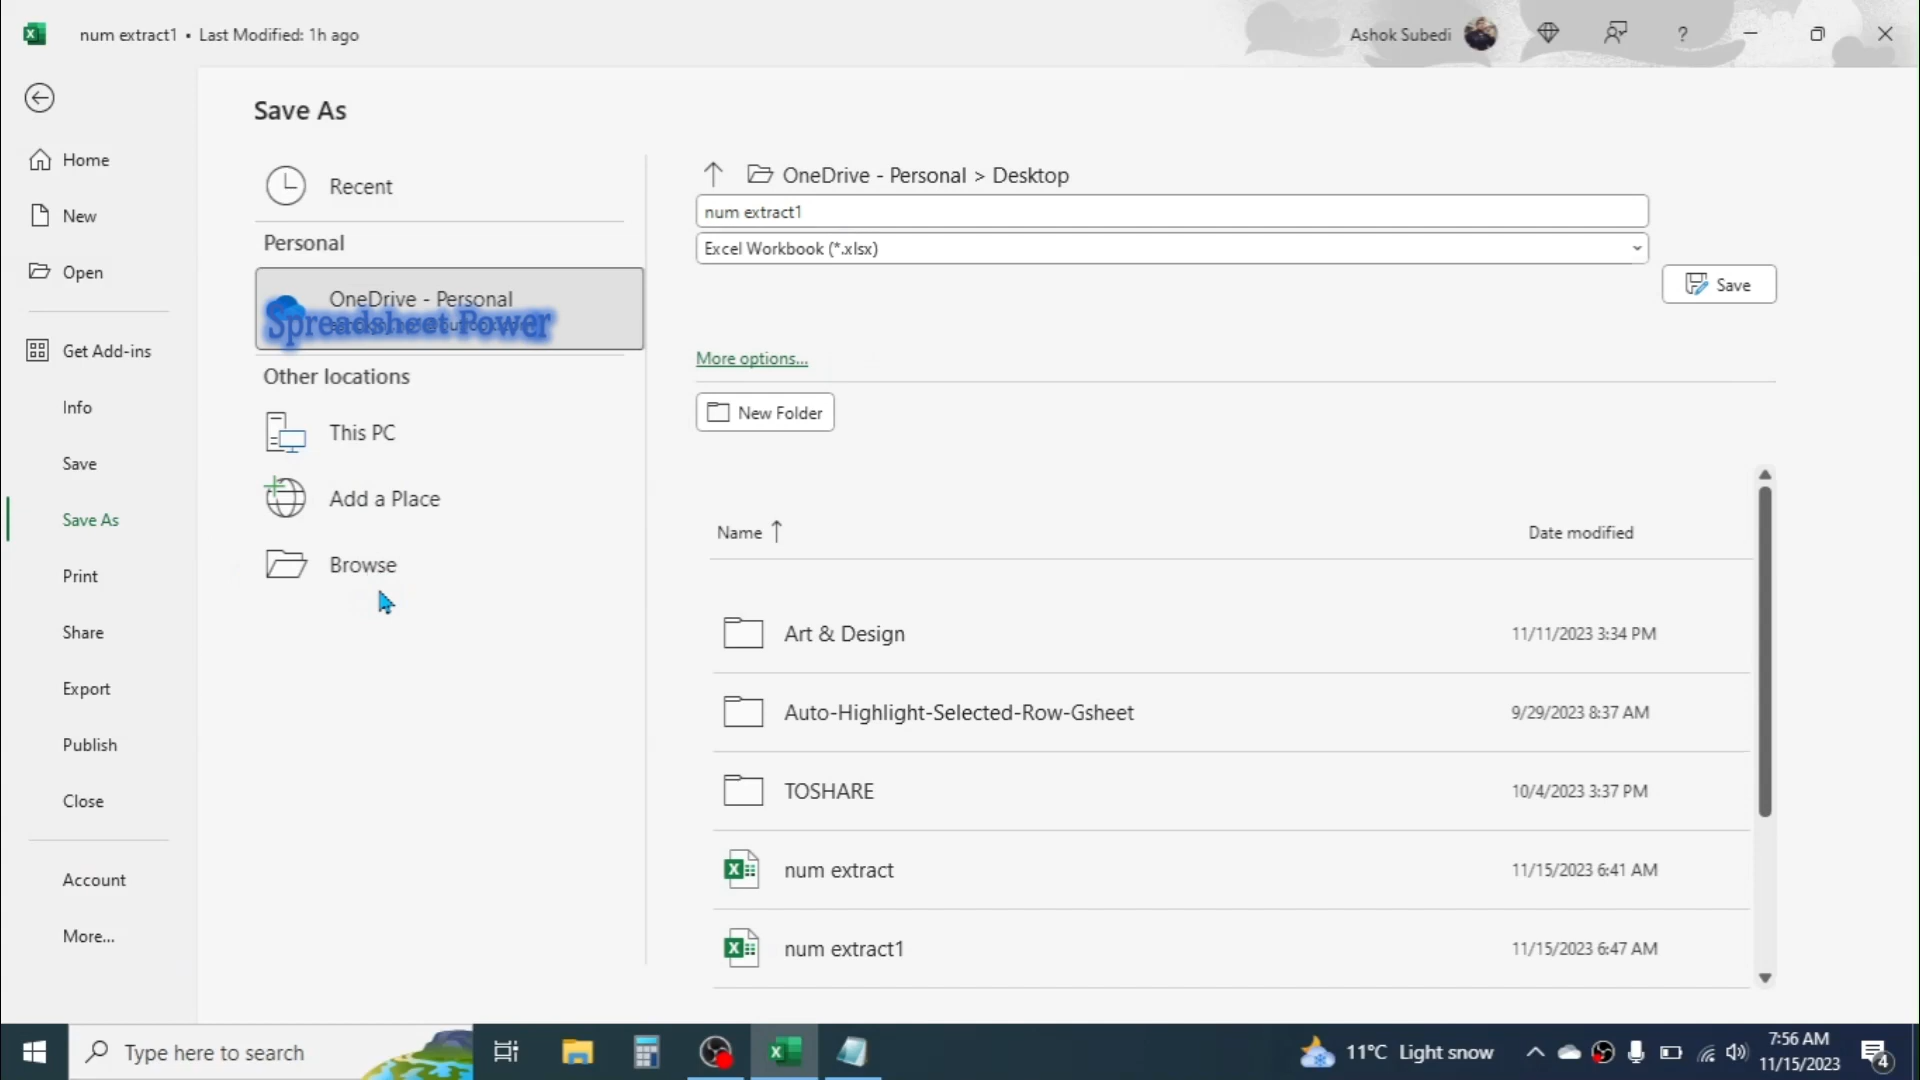 num extract1 • Last Modified: 1h ago
Ashok Subedi
Save As
Home
New
Open
Get Add-ins
Info
Save
Save As
Print
Share
Export
Publish
Close
Account
More...
Recent
Personal
OneDrive - Personal
Spreadsheet Power
Other locations
This PC
Add a Place
Browse
OneDrive - Personal > Desktop
num extract1
Excel Workbook (*.xlsx)
Save
More options...
New Folder
Name ↑ Date modified
Art & Design 11/11/2023 3:34 PM
Auto-Highlight-Selected-Row-Gsheet 9/29/2023 8:37 AM
TOSHARE 10/4/2023 3:37 PM
num extract 11/15/2023 6:41 AM
num extract1 11/15/2023 6:47 AM
Type here to search
11°C Light snow
7:56 AM
11/15/2023
4